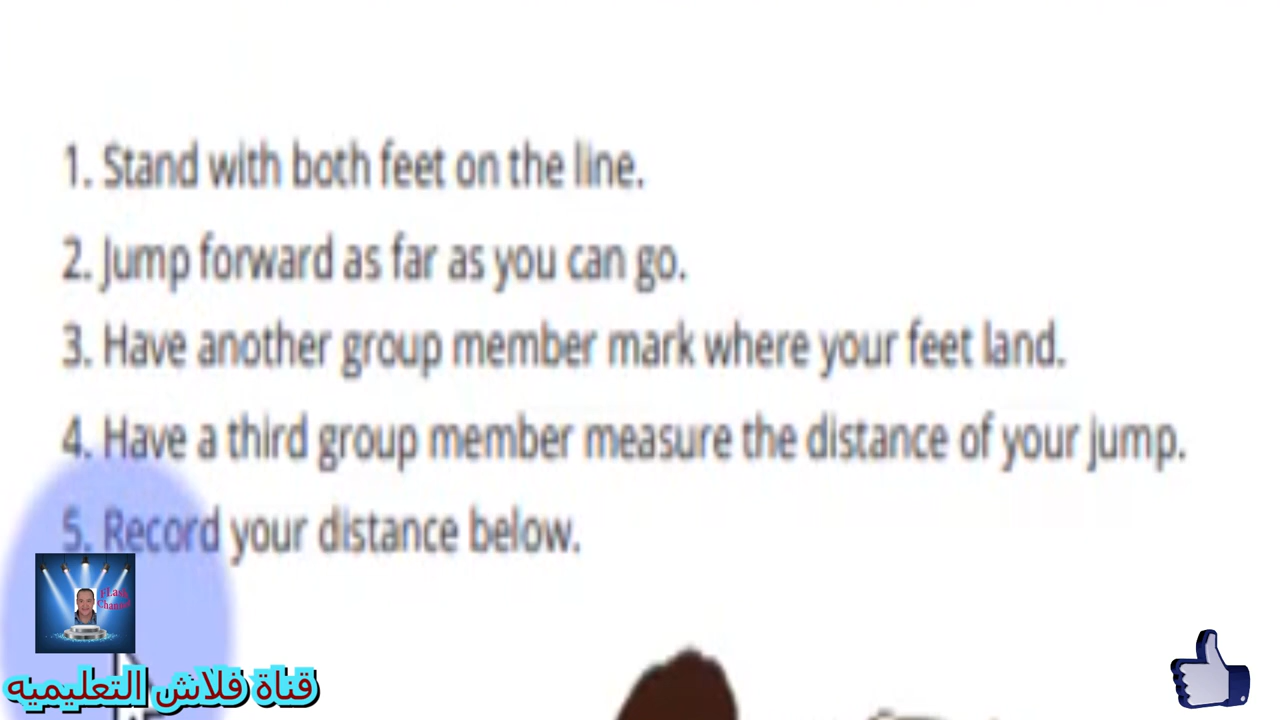 1. Stand with both feet on the line.
2. Jump forward as far as you can go.
3. Have another group member mark where your feet land.
4. Have a third group member measure the distance of your jump.
5. Record your distance below.
FLash
Channel
قناة فلاش التعليميه